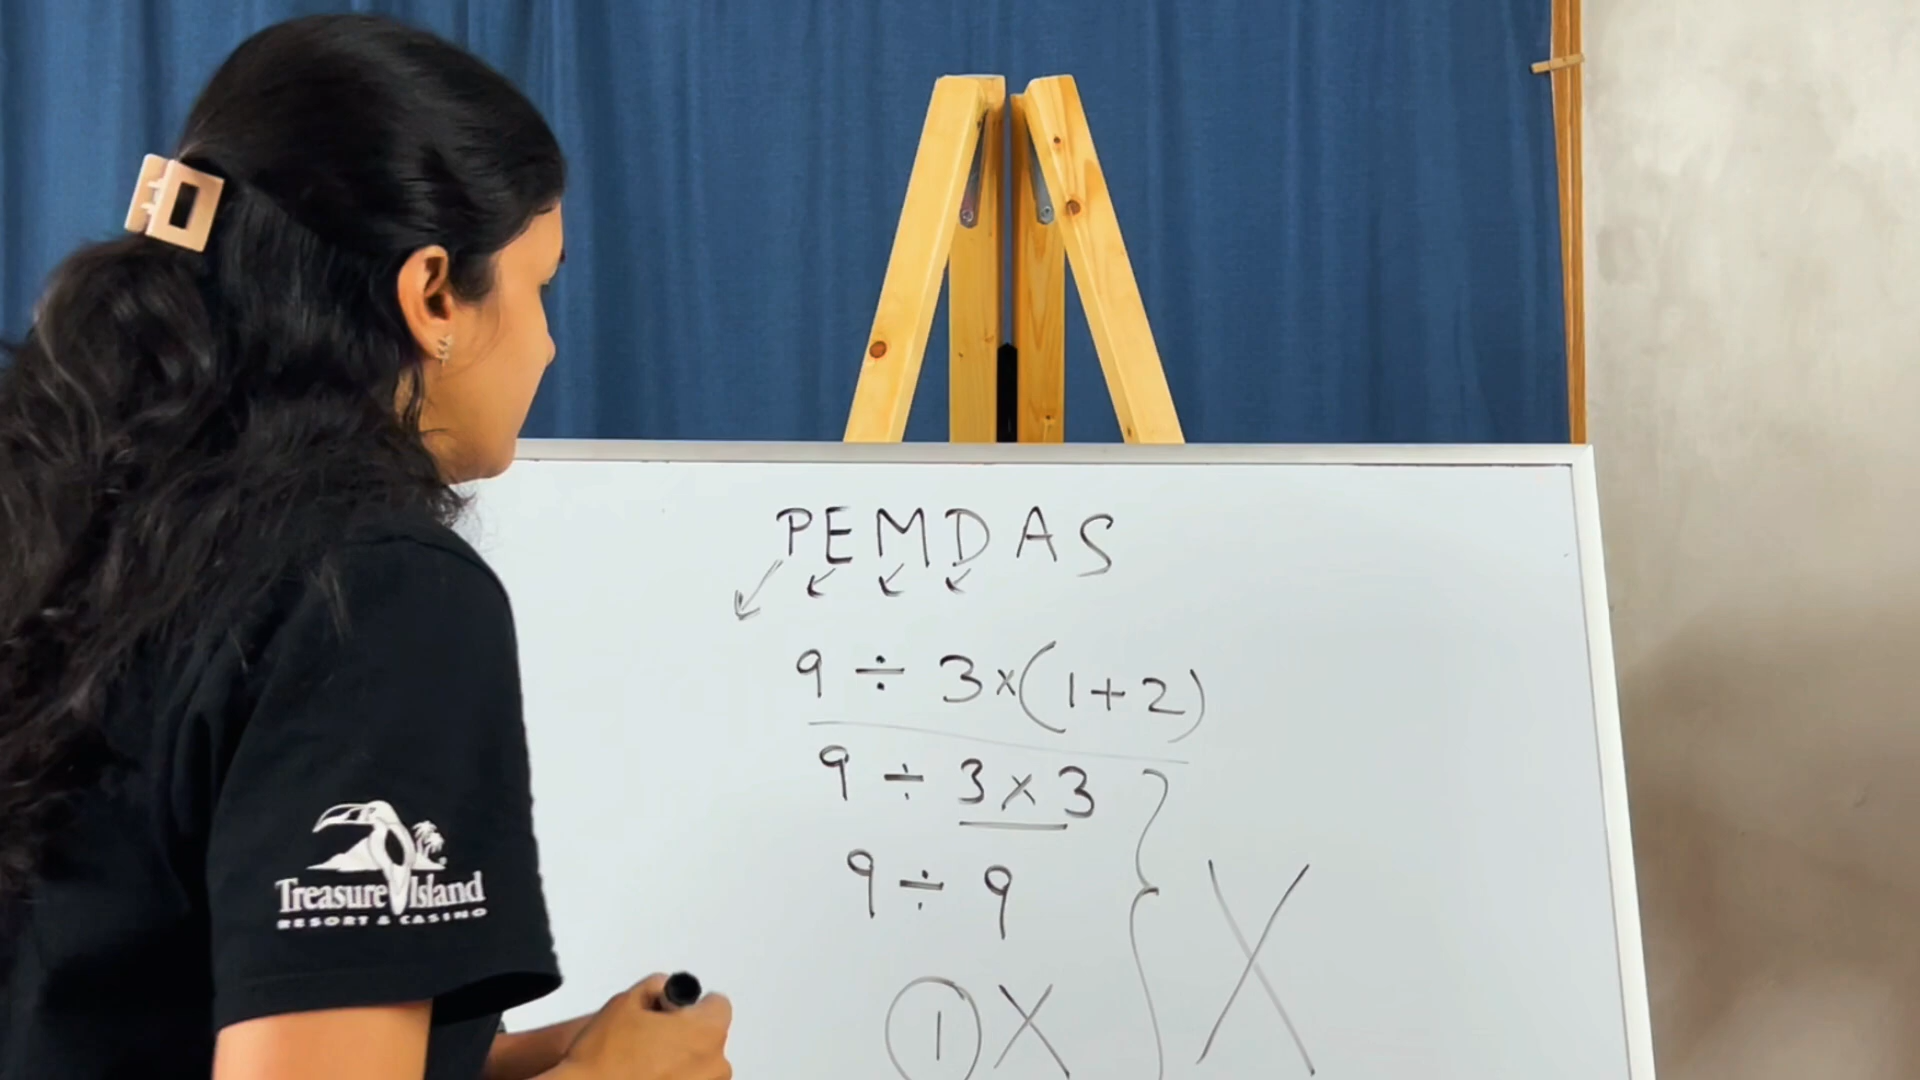 PEMDAS
9 ÷ 3×(1+2)
9 ÷ 3×3
9 ÷ 9
1 X
X
Treasure Island
RESORT & CASINO